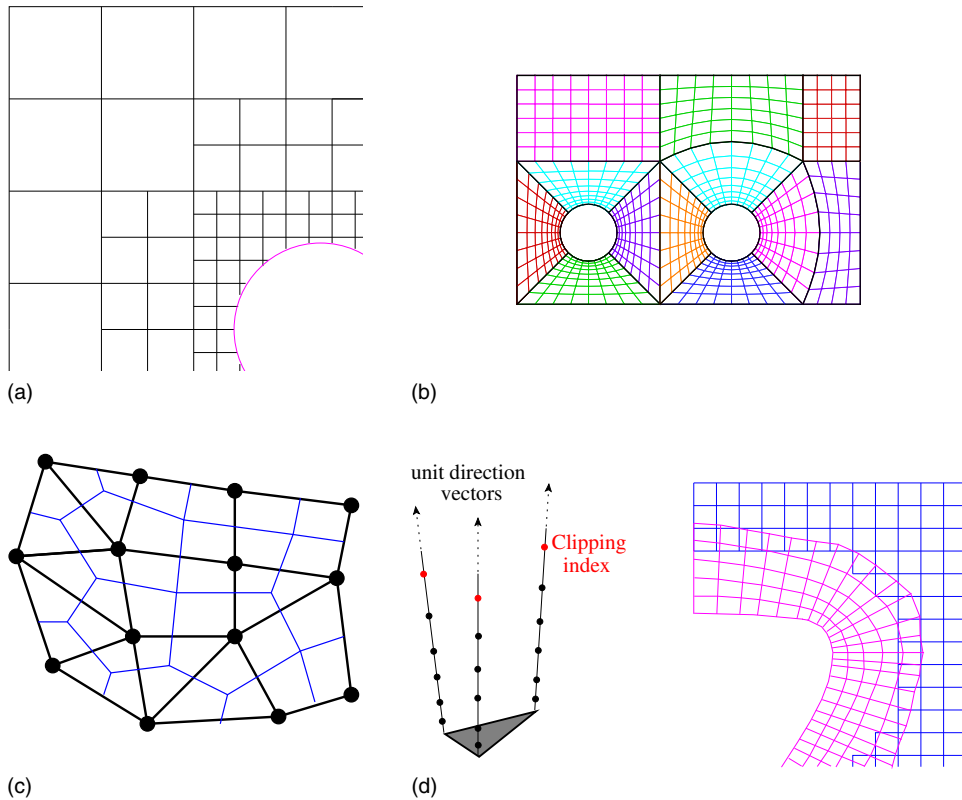 (a)
(b)
unit direction
vectors
Clipping
index
(c)
(d)